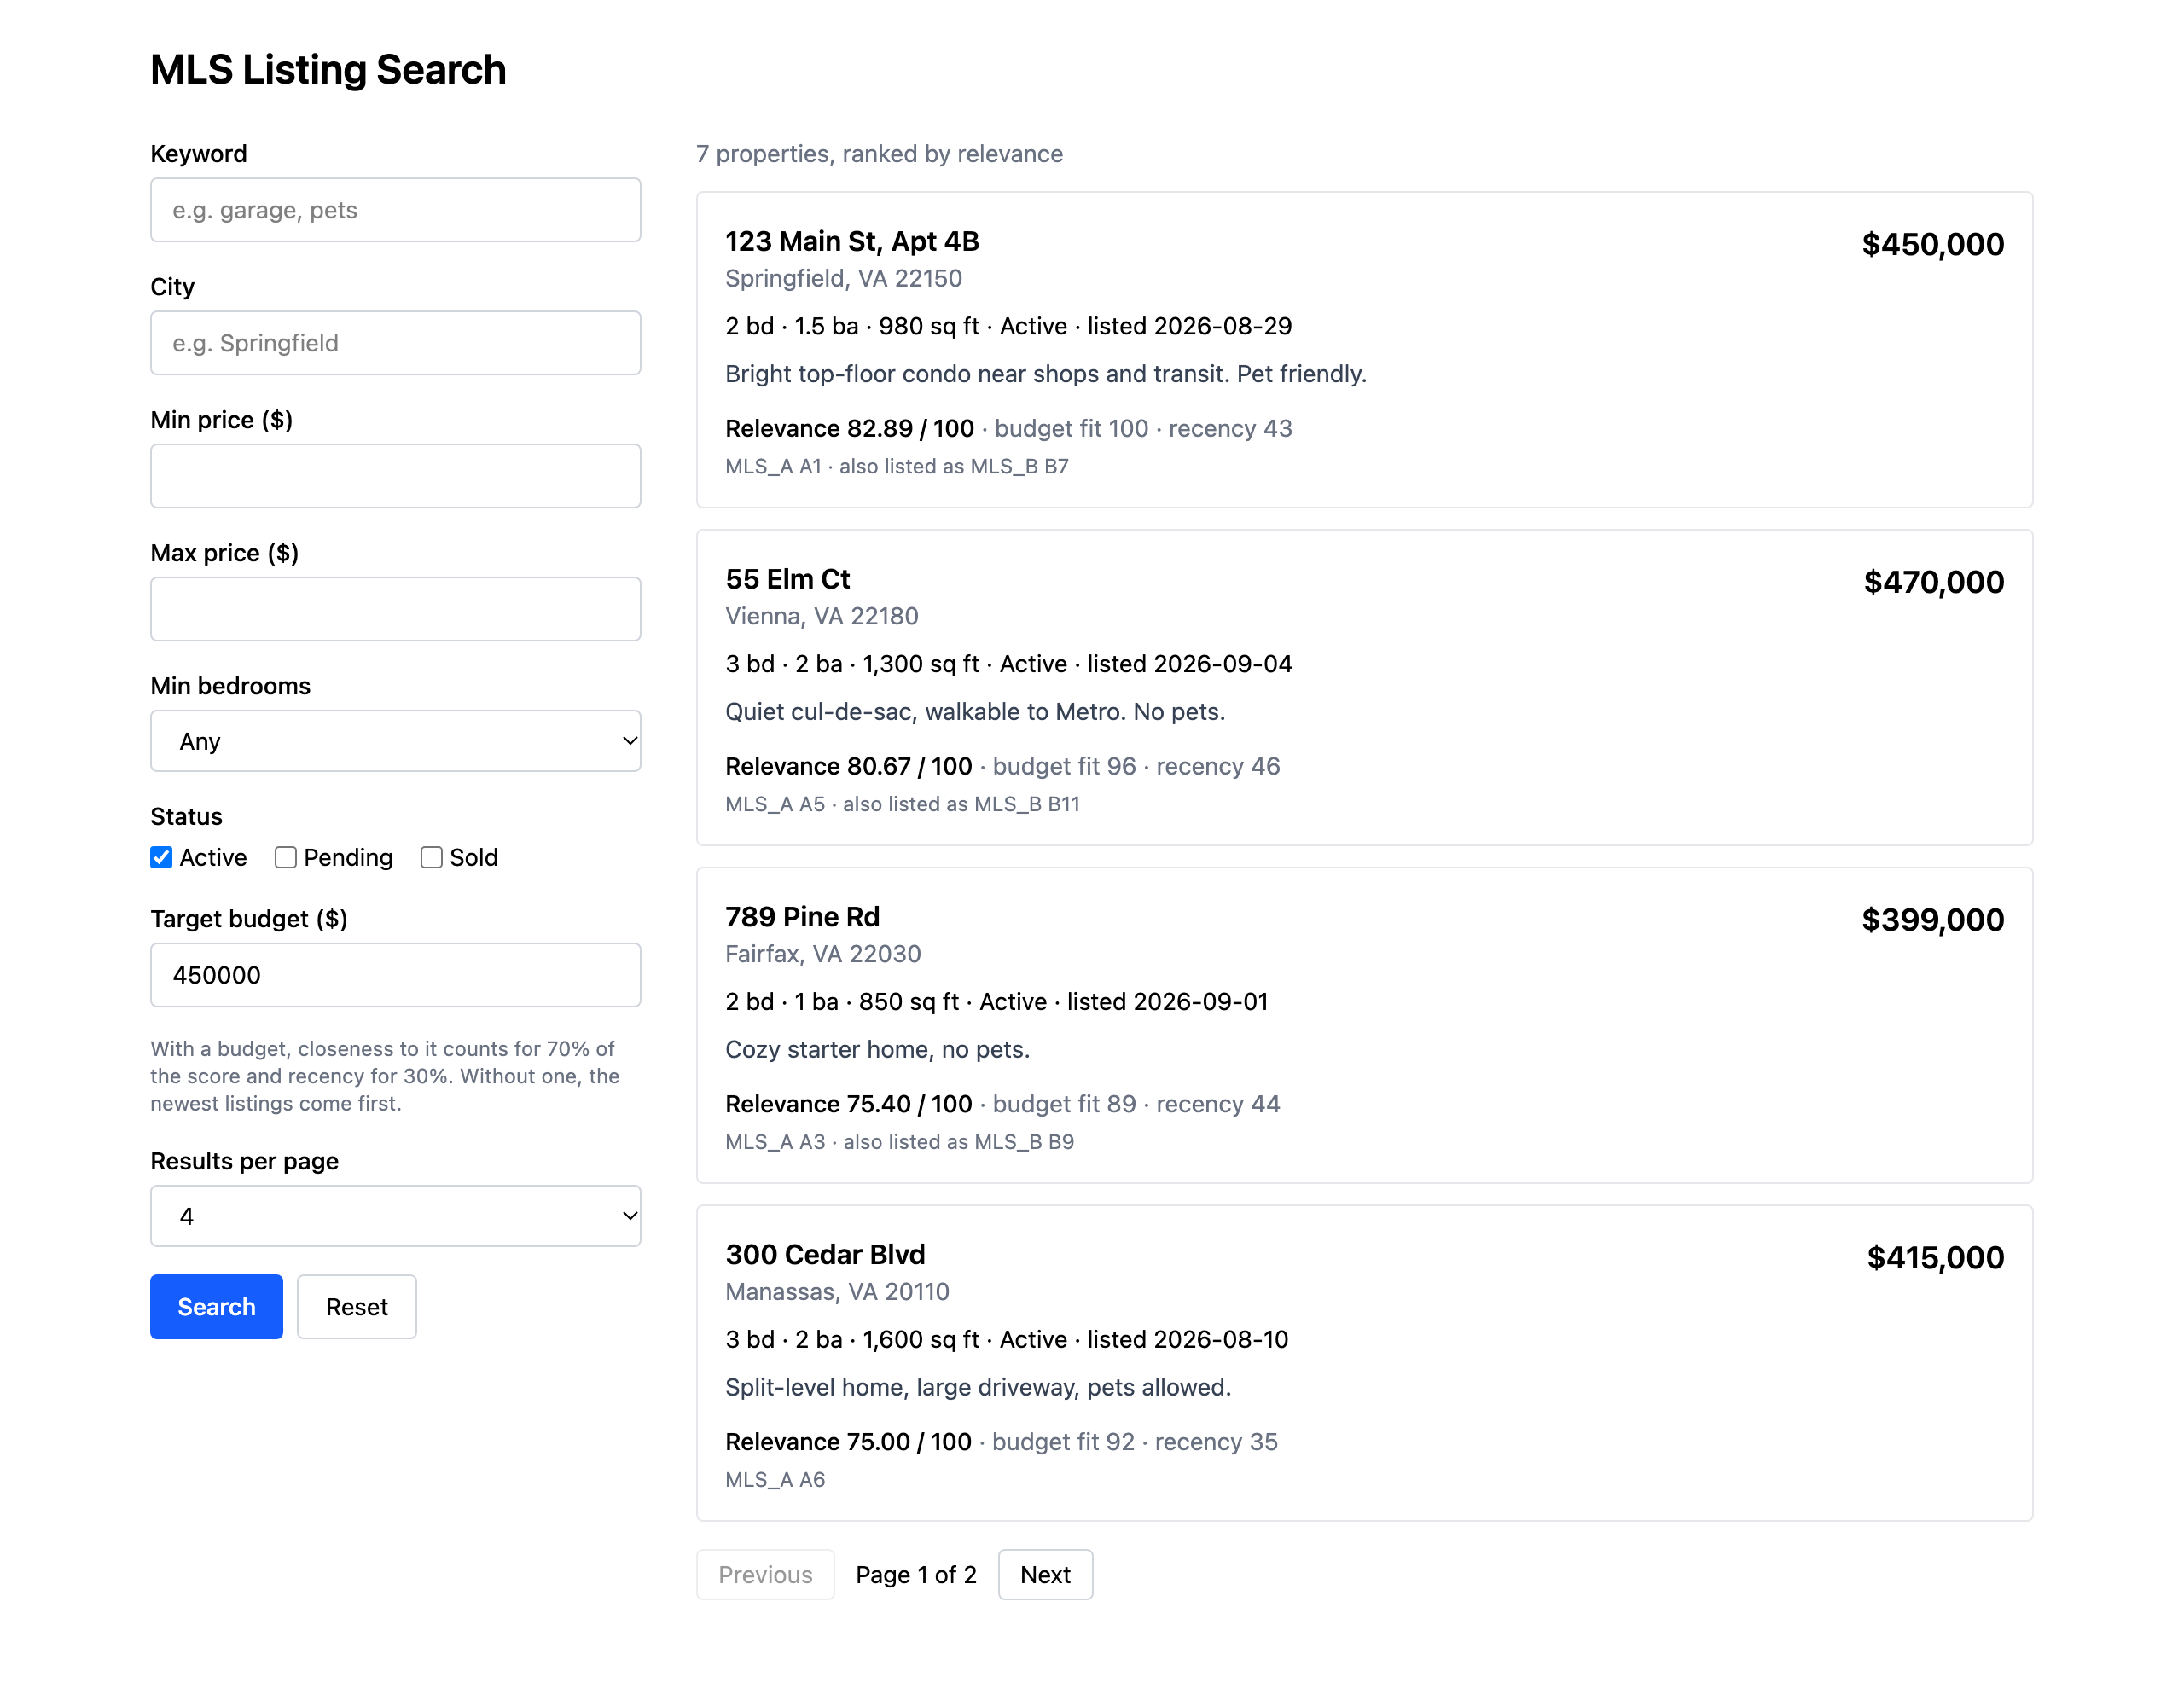 MLS Listing Search
Keyword
e.g. garage, pets
City
e.g. Springfield
Min price ($)
Max price ($)
Min bedrooms
Any
Status
Active Pending Sold
Target budget ($)
450000
With a budget, closeness to it counts for 70% of
the score and recency for 30%. Without one, the
newest listings come first.
Results per page
4
Search Reset
7 properties, ranked by relevance
123 Main St, Apt 4B $450,000
Springfield, VA 22150
2 bd · 1.5 ba · 980 sq ft · Active · listed 2026-08-29
Bright top-floor condo near shops and transit. Pet friendly.
Relevance 82.89 / 100 · budget fit 100 · recency 43
MLS_A A1 · also listed as MLS_B B7
55 Elm Ct $470,000
Vienna, VA 22180
3 bd · 2 ba · 1,300 sq ft · Active · listed 2026-09-04
Quiet cul-de-sac, walkable to Metro. No pets.
Relevance 80.67 / 100 · budget fit 96 · recency 46
MLS_A A5 · also listed as MLS_B B11
789 Pine Rd $399,000
Fairfax, VA 22030
2 bd · 1 ba · 850 sq ft · Active · listed 2026-09-01
Cozy starter home, no pets.
Relevance 75.40 / 100 · budget fit 89 · recency 44
MLS_A A3 · also listed as MLS_B B9
300 Cedar Blvd $415,000
Manassas, VA 20110
3 bd · 2 ba · 1,600 sq ft · Active · listed 2026-08-10
Split-level home, large driveway, pets allowed.
Relevance 75.00 / 100 · budget fit 92 · recency 35
MLS_A A6
Previous Page 1 of 2 Next